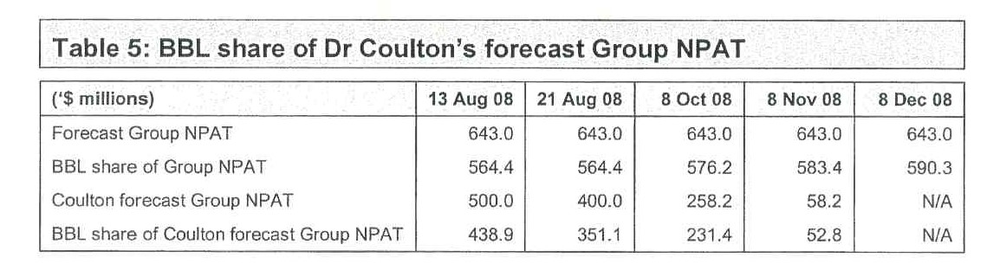 Table 5: BBL share of Dr Coulton's forecast Group NPAT
('$ millions) 13 Aug 08 21 Aug 08 8 Oct 08 8 Nov 08 8 Dec 08
Forecast Group NPAT 643.0 643.0 643.0 643.0 643.0
BBL share of Group NPAT 564.4 564.4 576.2 583.4 590.3
Coulton forecast Group NPAT 500.0 400.0 258.2 58.2 N/A
BBL share of Coulton forecast Group NPAT 438.9 351.1 231.4 52.8 N/A